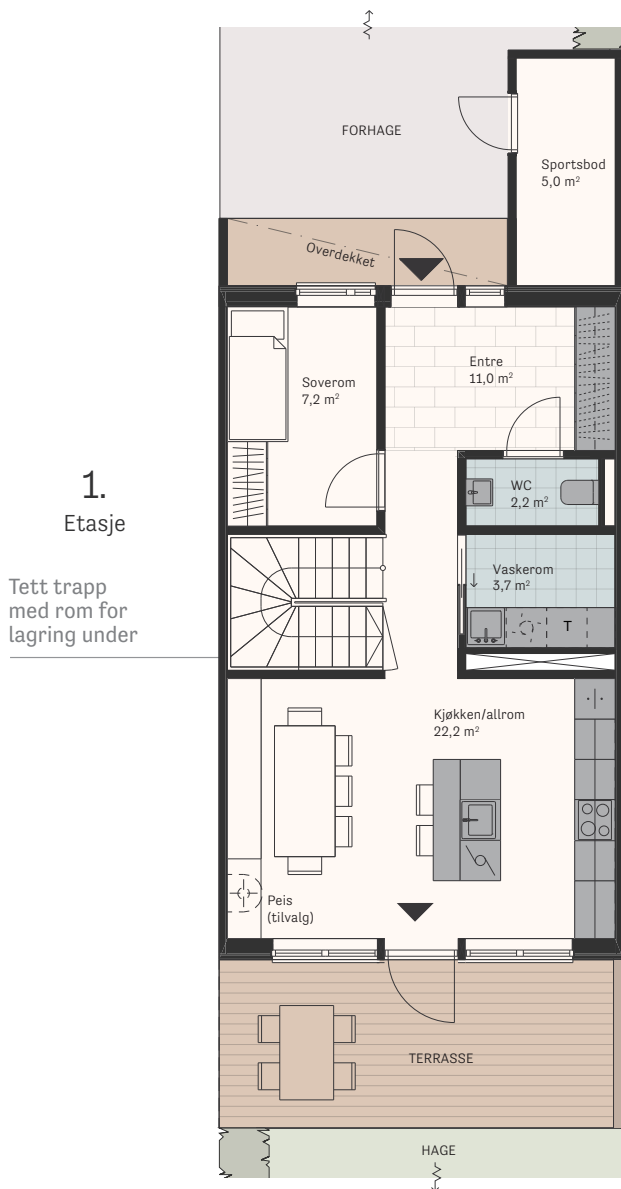 FORHAGE
Sportsbod
5,0 m²
Overdekket
Entre
11,0 m²
Soverom
7,2 m²
1.
Etasje
WC
2,2 m²
Tett trapp
med rom for
lagring under
Vaskerom
3,7 m²
T
Kjøkken/allrom
22,2 m²
Peis
(tilvalg)
TERRASSE
HAGE